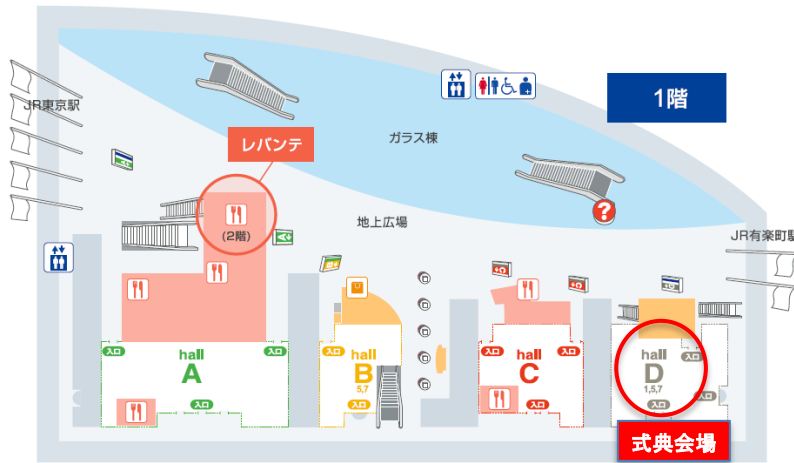 1階
JR東京駅
ガラス棟
レバンテ
地上広場
(2階)
?
JR有楽町駅
入口
入口
入口
hall
A
入口
hall
B
5,7
入口
入口
入口
hall
C
入口
入口
hall
D
1,5,7
入口
入口
式典会場